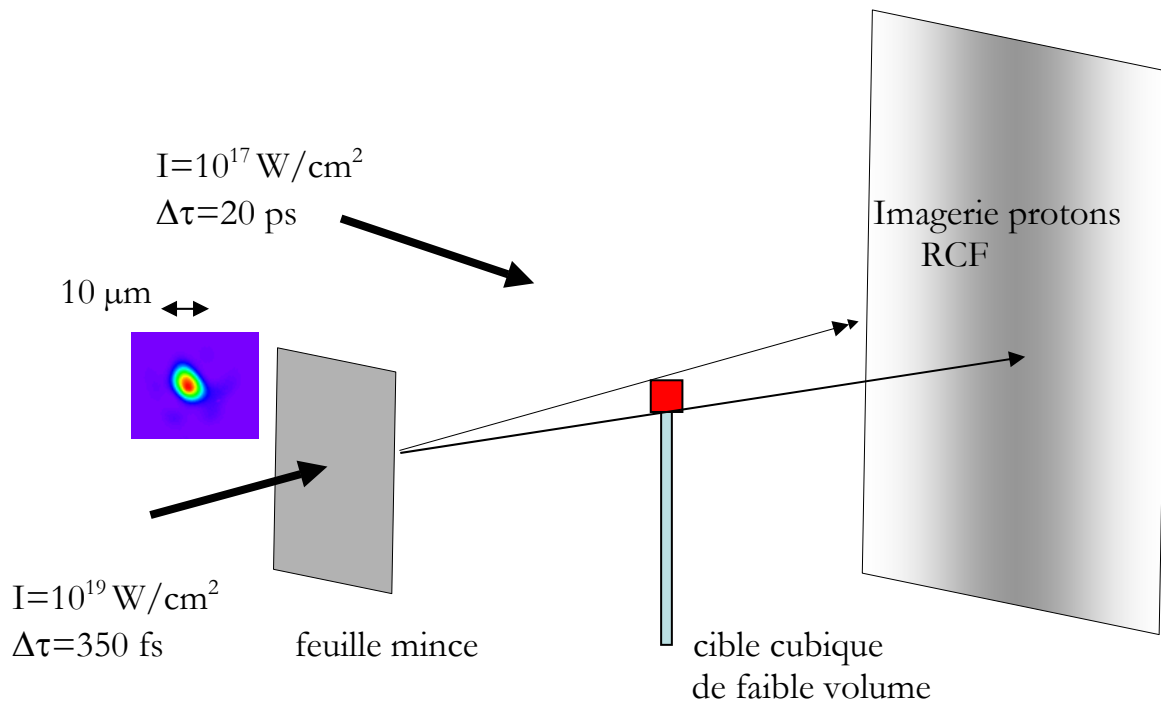 I=10¹⁷ W/cm²
Δτ=20 ps
Imagerie protons
RCF
10 μm
I=10¹⁹ W/cm²
Δτ=350 fs
feuille mince
cible cubique
de faible volume